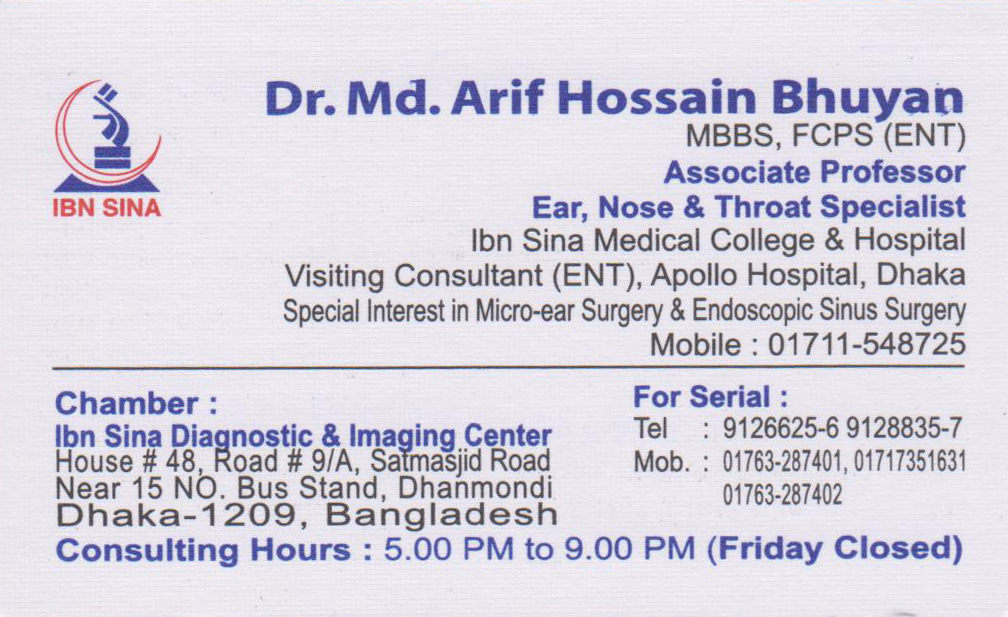 Dr. Md. Arif Hossain Bhuyan
MBBS, FCPS (ENT)
Associate Professor
Ear, Nose & Throat Specialist
Ibn Sina Medical College & Hospital
Visiting Consultant (ENT), Apollo Hospital, Dhaka
Special Interest in Micro-ear Surgery & Endoscopic Sinus Surgery
Mobile : 01711-548725
IBN SINA
Chamber :
Ibn Sina Diagnostic & Imaging Center
House # 48, Road # 9/A, Satmasjid Road
Near 15 NO. Bus Stand, Dhanmondi
Dhaka-1209, Bangladesh
For Serial :
Tel : 9126625-6 9128835-7
Mob. : 01763-287401, 01717351631
01763-287402
Consulting Hours : 5.00 PM to 9.00 PM (Friday Closed)